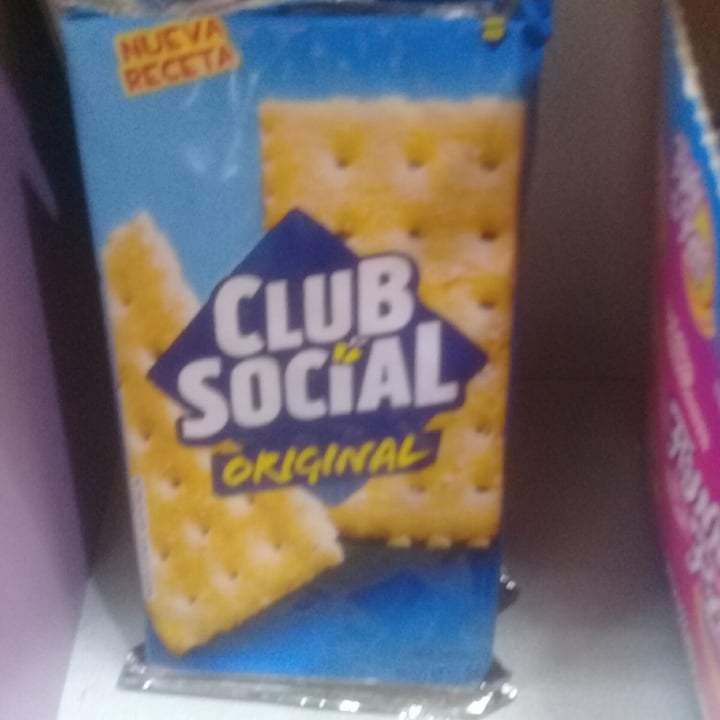 NUEVA
RECETA
CLUB
SOCIAL
ORIGINAL